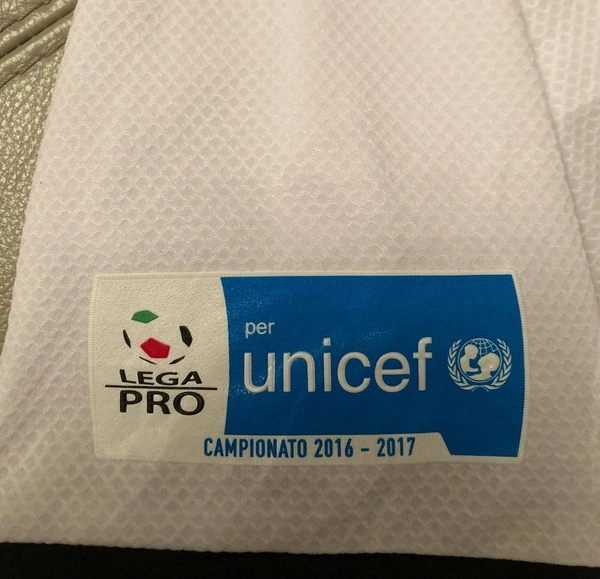 LEGA
PRO
per
unicef
CAMPIONATO 2016 - 2017